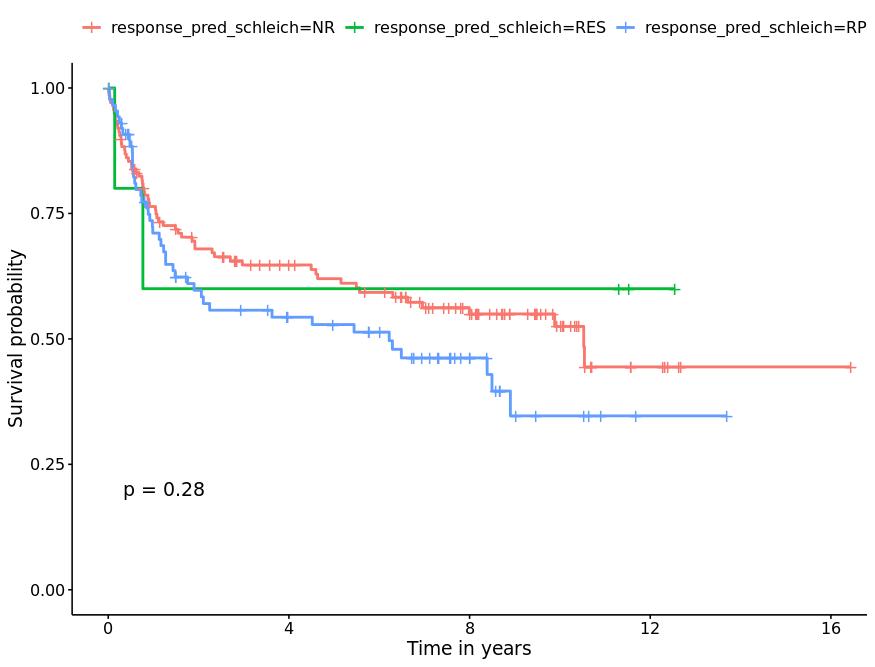 response_pred_schleich=NR response_pred_schleich=RES response_pred_schleich=RP
1.00
0.75
0.50
0.25
0.00
Survival probability
p = 0.28
0 4 8 12 16
Time in years